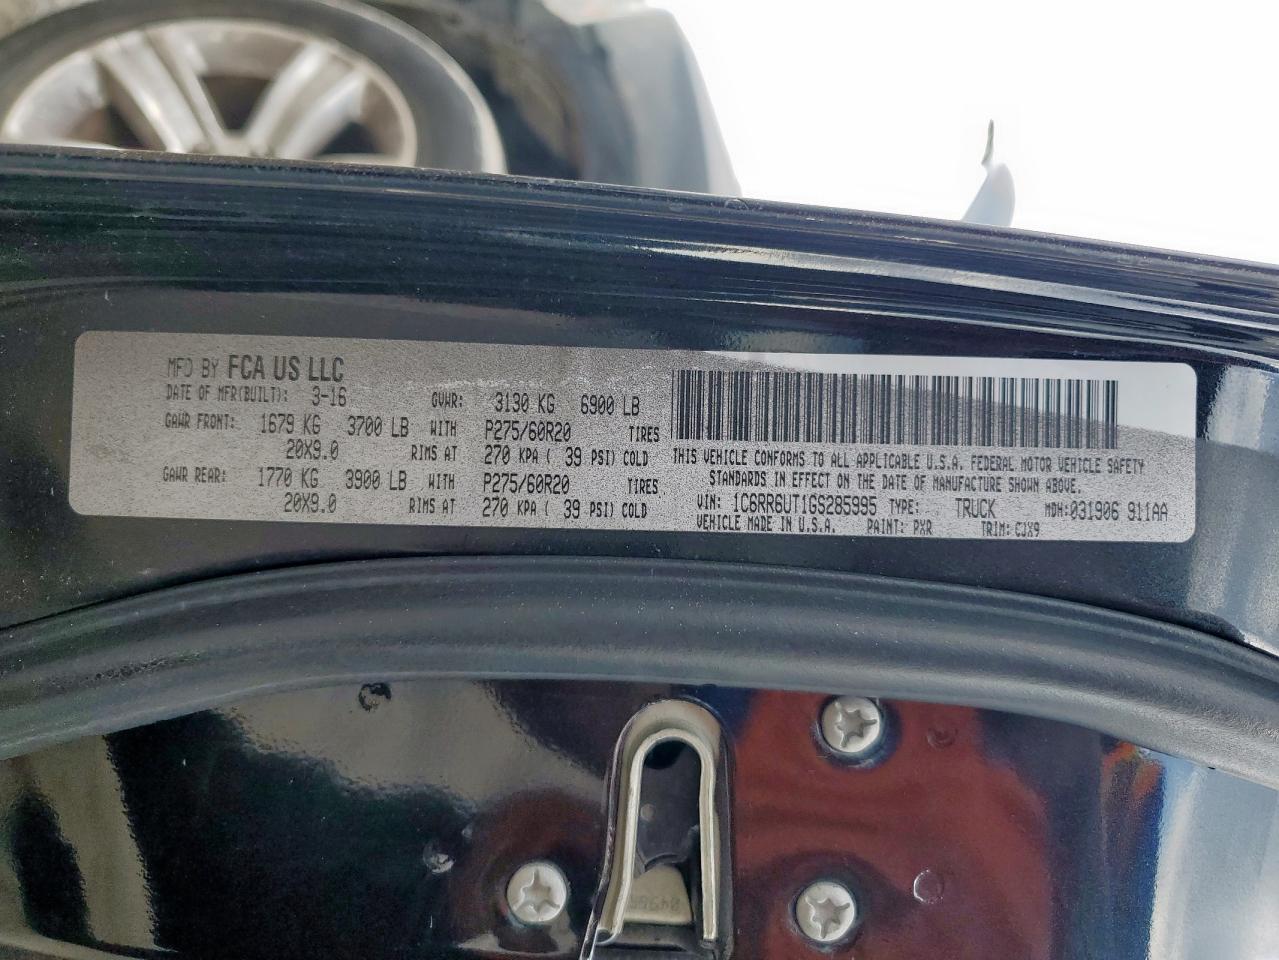 MFD BY FCA US LLC
DATE OF MFR(BUILT): 3-16 GVWR: 3130 KG 6900 LB
GAWR FRONT: 1679 KG 3700 LB WITH P275/60R20 TIRES
20X9.0 RIMS AT 270 KPA ( 39 PSI) COLD
GAWR REAR: 1770 KG 3900 LB WITH P275/60R20 TIRES
20X9.0 RIMS AT 270 KPA ( 39 PSI) COLD
THIS VEHICLE CONFORMS TO ALL APPLICABLE U.S.A. FEDERAL MOTOR VEHICLE SAFETY
STANDARDS IN EFFECT ON THE DATE OF MANUFACTURE SHOWN ABOVE.
VIN: 1C6RR6UT1GS285995 TYPE: TRUCK MDH:031906 911AA
VEHICLE MADE IN U.S.A. PAINT: PXR TRIM: CJX9